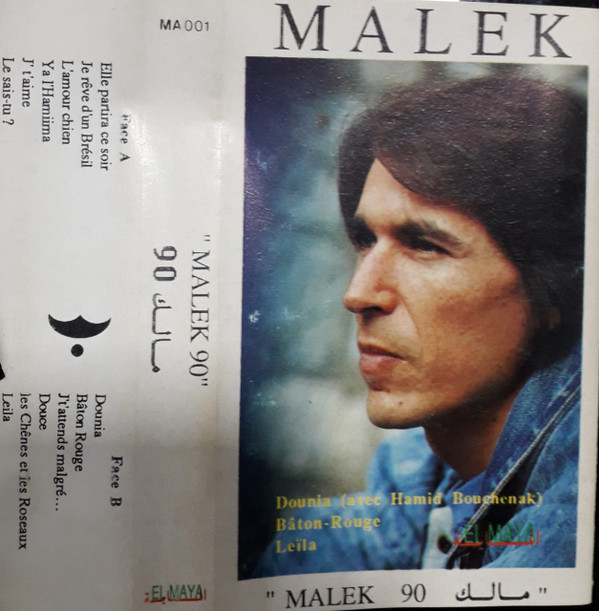 MALEK
Dounia (avec Hamid Bouchenak)
Bâton-Rouge
Leïla
EL MAYA
" MALEK 90 مالك "
MA 001
" MALEK 90"
90 مالك
EL MAYA
Face A
Elle partira ce soir
Je rêve d'un Brésil
L'amour chien
Ya l'Hamiima
J't'aime
Le sais-tu ?
Face B
Dounia
Bâton Rouge
J't'attends malgré...
Douce
les Chênes et les Roseaux
Leila